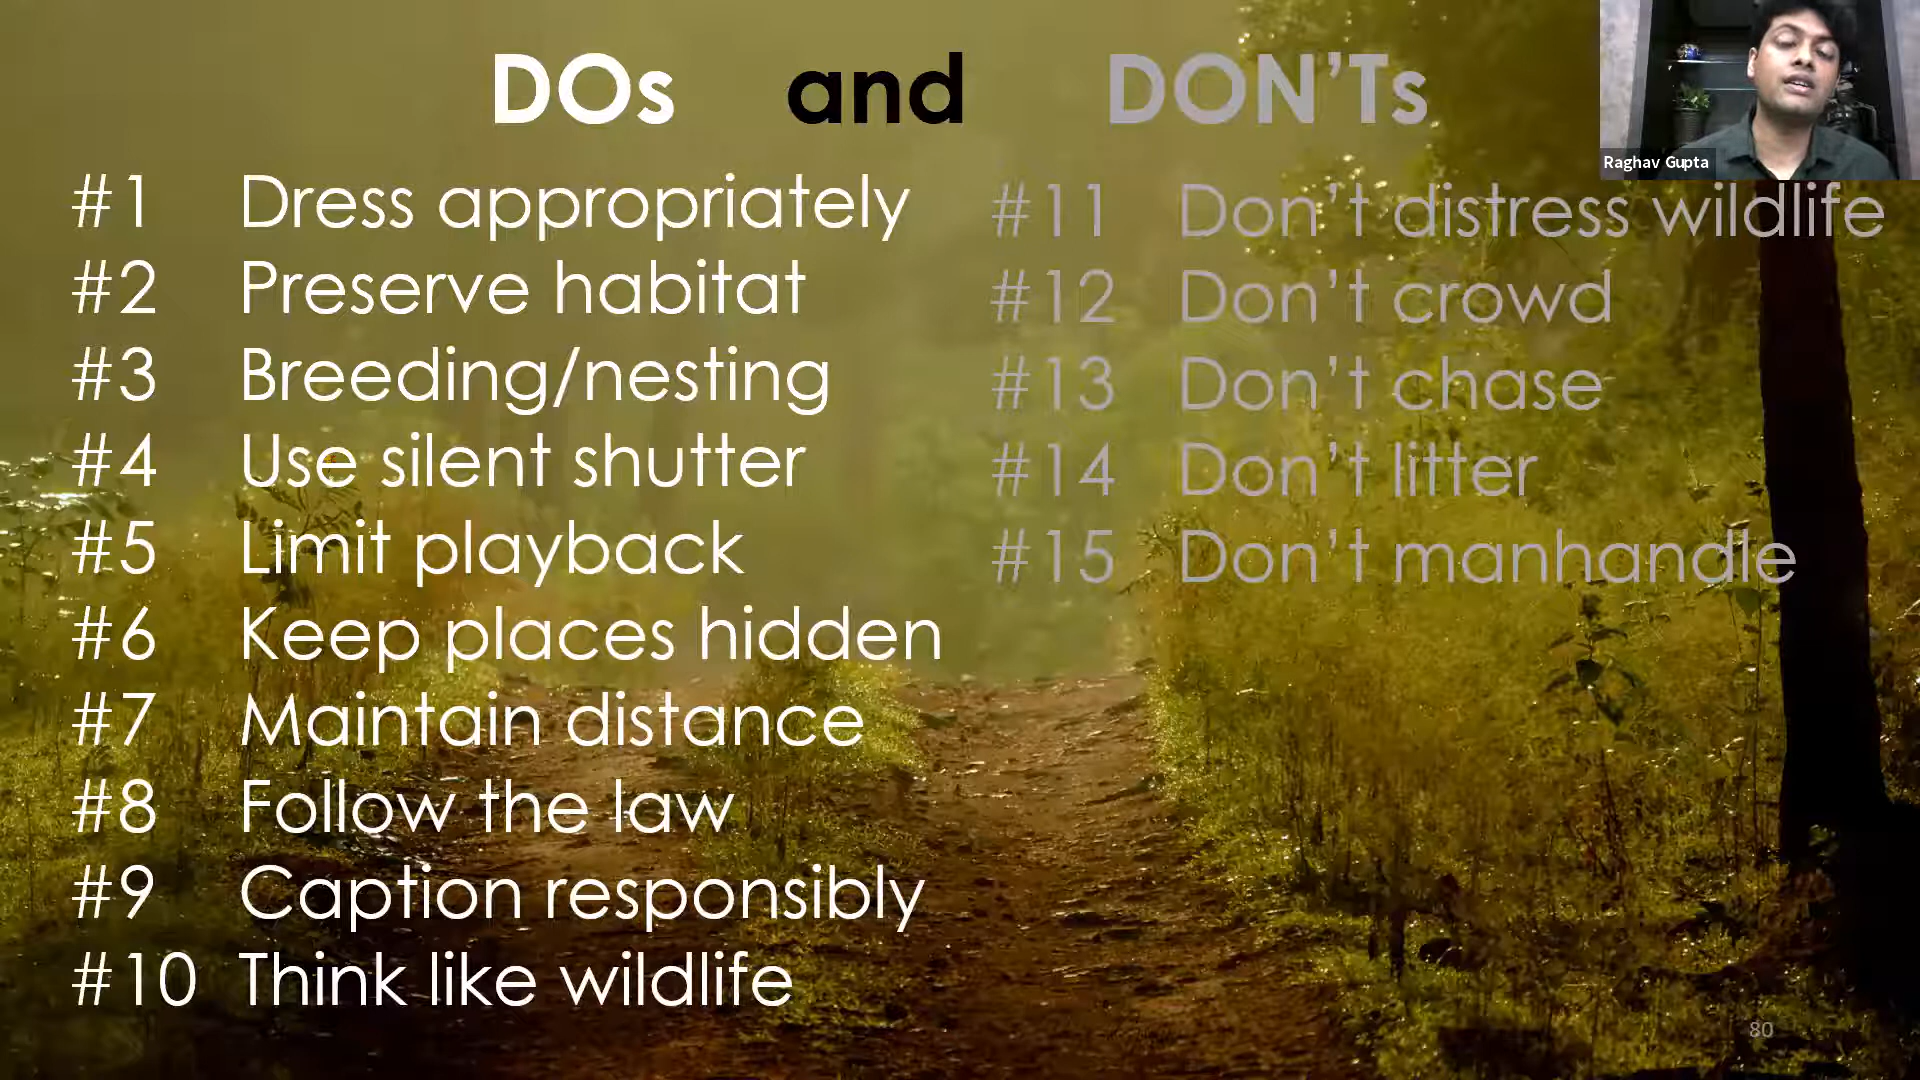 DOs and DON'Ts
#1 Dress appropriately
#2 Preserve habitat
#3 Breeding/nesting
#4 Use silent shutter
#5 Limit playback
#6 Keep places hidden
#7 Maintain distance
#8 Follow the law
#9 Caption responsibly
#10 Think like wildlife
#11 Don't distress wildlife
#12 Don't crowd
#13 Don't chase
#14 Don't litter
#15 Don't manhandle
Raghav Gupta
80